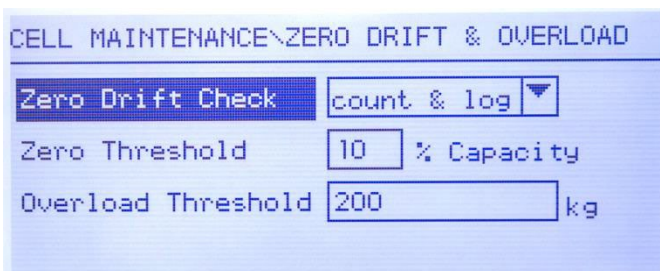 CELL MAINTENANCE\ZERO DRIFT & OVERLOAD
Zero Drift Check count & log
Zero Threshold 10 % Capacity
Overload Threshold 200 kg